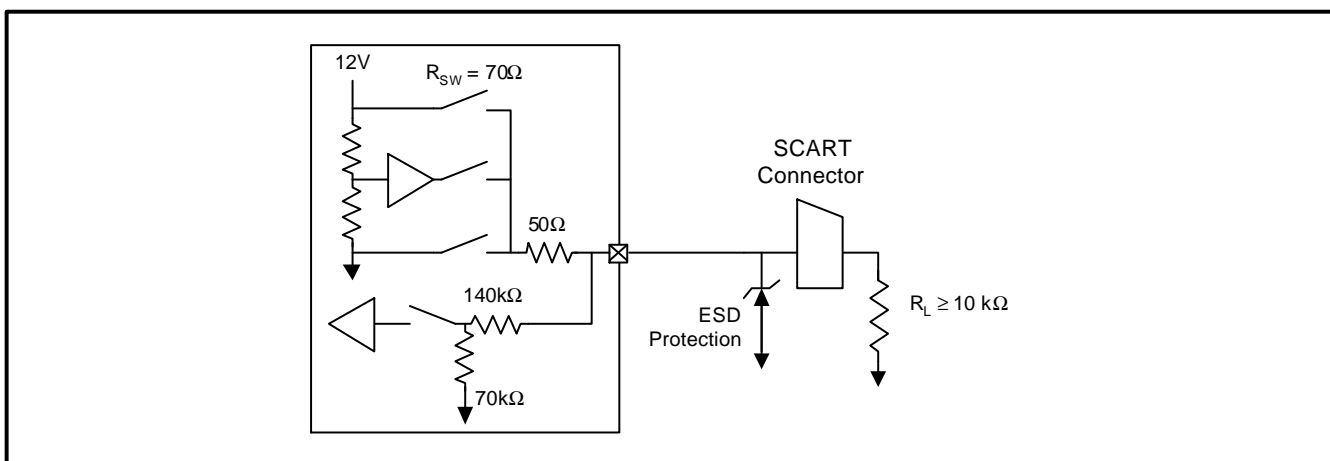 12V
R_SW = 70Ω
SCART
Connector
50Ω
140kΩ
70kΩ
ESD
Protection
R_L ≥ 10 kΩ